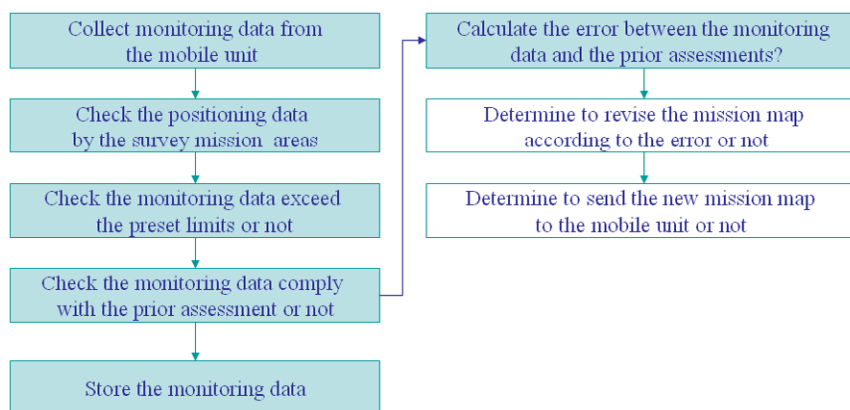 Collect monitoring data from
the mobile unit
Check the positioning data
by the survey mission areas
Check the monitoring data exceed
the preset limits or not
Check the monitoring data comply
with the prior assessment or not
Store the monitoring data
Calculate the error between the monitoring
data and the prior assessments?
Determine to revise the mission map
according to the error or not
Determine to send the new mission map
to the mobile unit or not